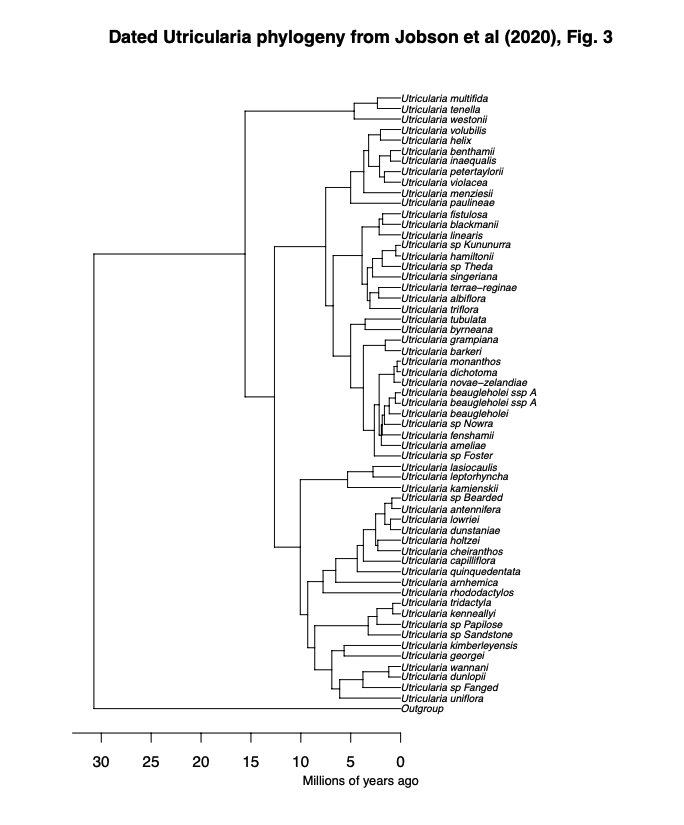 Dated Utricularia phylogeny from Jobson et al (2020), Fig. 3
Utricularia multifida
Utricularia tenella
Utricularia westonii
Utricularia volubilis
Utricularia helix
Utricularia benthamii
Utricularia inaequalis
Utricularia petertaylorii
Utricularia violacea
Utricularia menziesii
Utricularia paulineae
Utricularia fistulosa
Utricularia blackmanii
Utricularia linearis
Utricularia sp Kununurra
Utricularia hamiltonii
Utricularia sp Theda
Utricularia singeriana
Utricularia terrae−reginae
Utricularia albiflora
Utricularia triflora
Utricularia tubulata
Utricularia byrneana
Utricularia grampiana
Utricularia barkeri
Utricularia monanthos
Utricularia dichotoma
Utricularia novae−zelandiae
Utricularia beaugleholei ssp A
Utricularia beaugleholei ssp A
Utricularia beaugleholei
Utricularia sp Nowra
Utricularia fenshamii
Utricularia ameliae
Utricularia sp Foster
Utricularia lasiocaulis
Utricularia leptorhyncha
Utricularia kamienskii
Utricularia sp Bearded
Utricularia antennifera
Utricularia lowriei
Utricularia dunstaniae
Utricularia holtzei
Utricularia cheiranthos
Utricularia capilliflora
Utricularia quinquedentata
Utricularia arnhemica
Utricularia rhododactylos
Utricularia tridactyla
Utricularia kenneallyi
Utricularia sp Papilose
Utricularia sp Sandstone
Utricularia kimberleyensis
Utricularia georgei
Utricularia wannani
Utricularia dunlopii
Utricularia sp Fanged
Utricularia uniflora
Outgroup
30 25 20 15 10 5 0
Millions of years ago